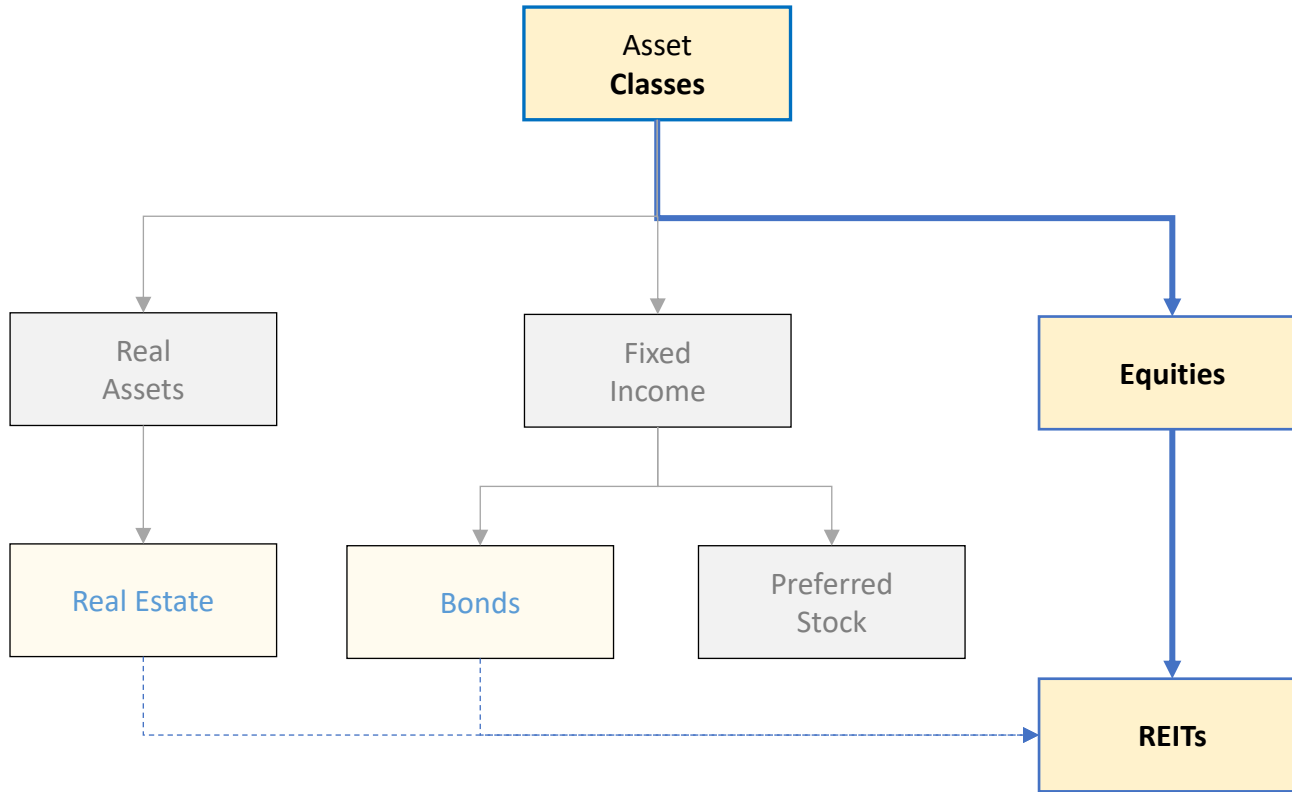 Asset
Classes
Real
Assets
Fixed
Income
Equities
Real Estate
Bonds
Preferred
Stock
REITs